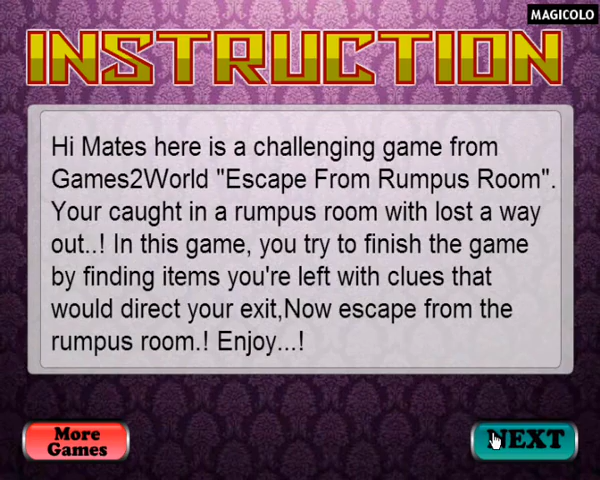 MAGICOLO
INSTRUCTION
Hi Mates here is a challenging game from
Games2World "Escape From Rumpus Room".
Your caught in a rumpus room with lost a way
out..! In this game, you try to finish the game
by finding items you're left with clues that
would direct your exit,Now escape from the
rumpus room.! Enjoy...!
More
Games
NEXT